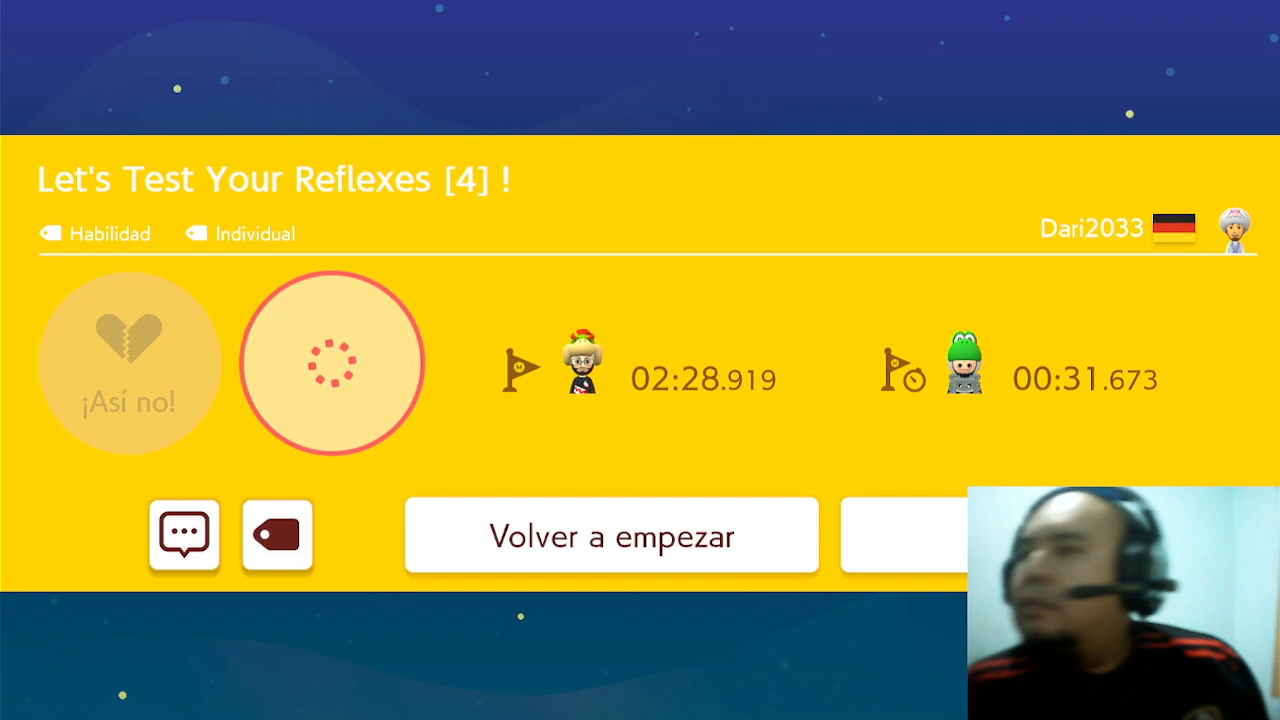 Let's Test Your Reflexes [4] !
Habilidad Individual
Dari2033
¡Así no!
02:28.919 00:31.673
Volver a empezar